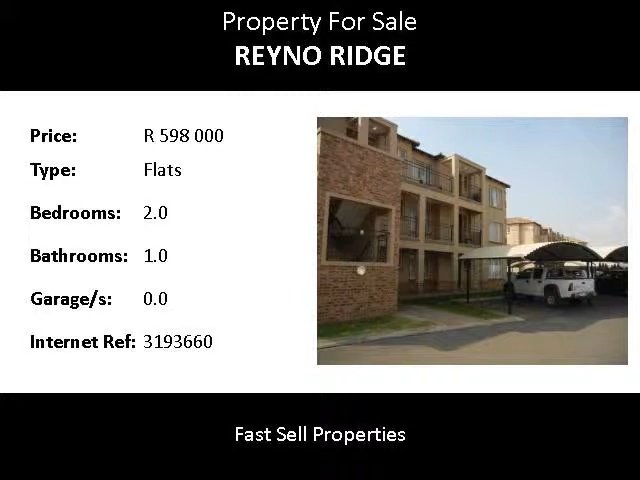 Property For Sale
REYNO RIDGE
Price: R 598 000
Type: Flats
Bedrooms: 2.0
Bathrooms: 1.0
Garage/s: 0.0
Internet Ref: 3193660
Fast Sell Properties